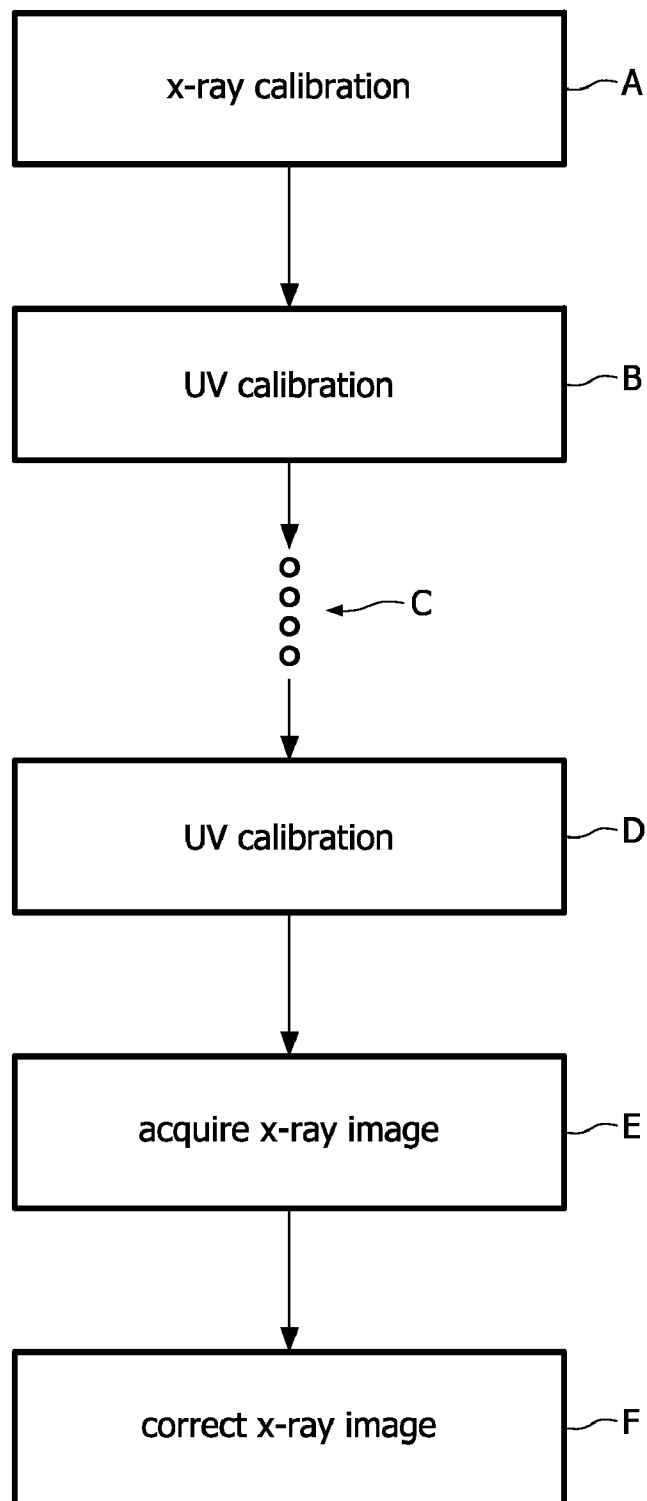 x-ray calibration A
UV calibration B
C
UV calibration D
acquire x-ray image E
correct x-ray image F